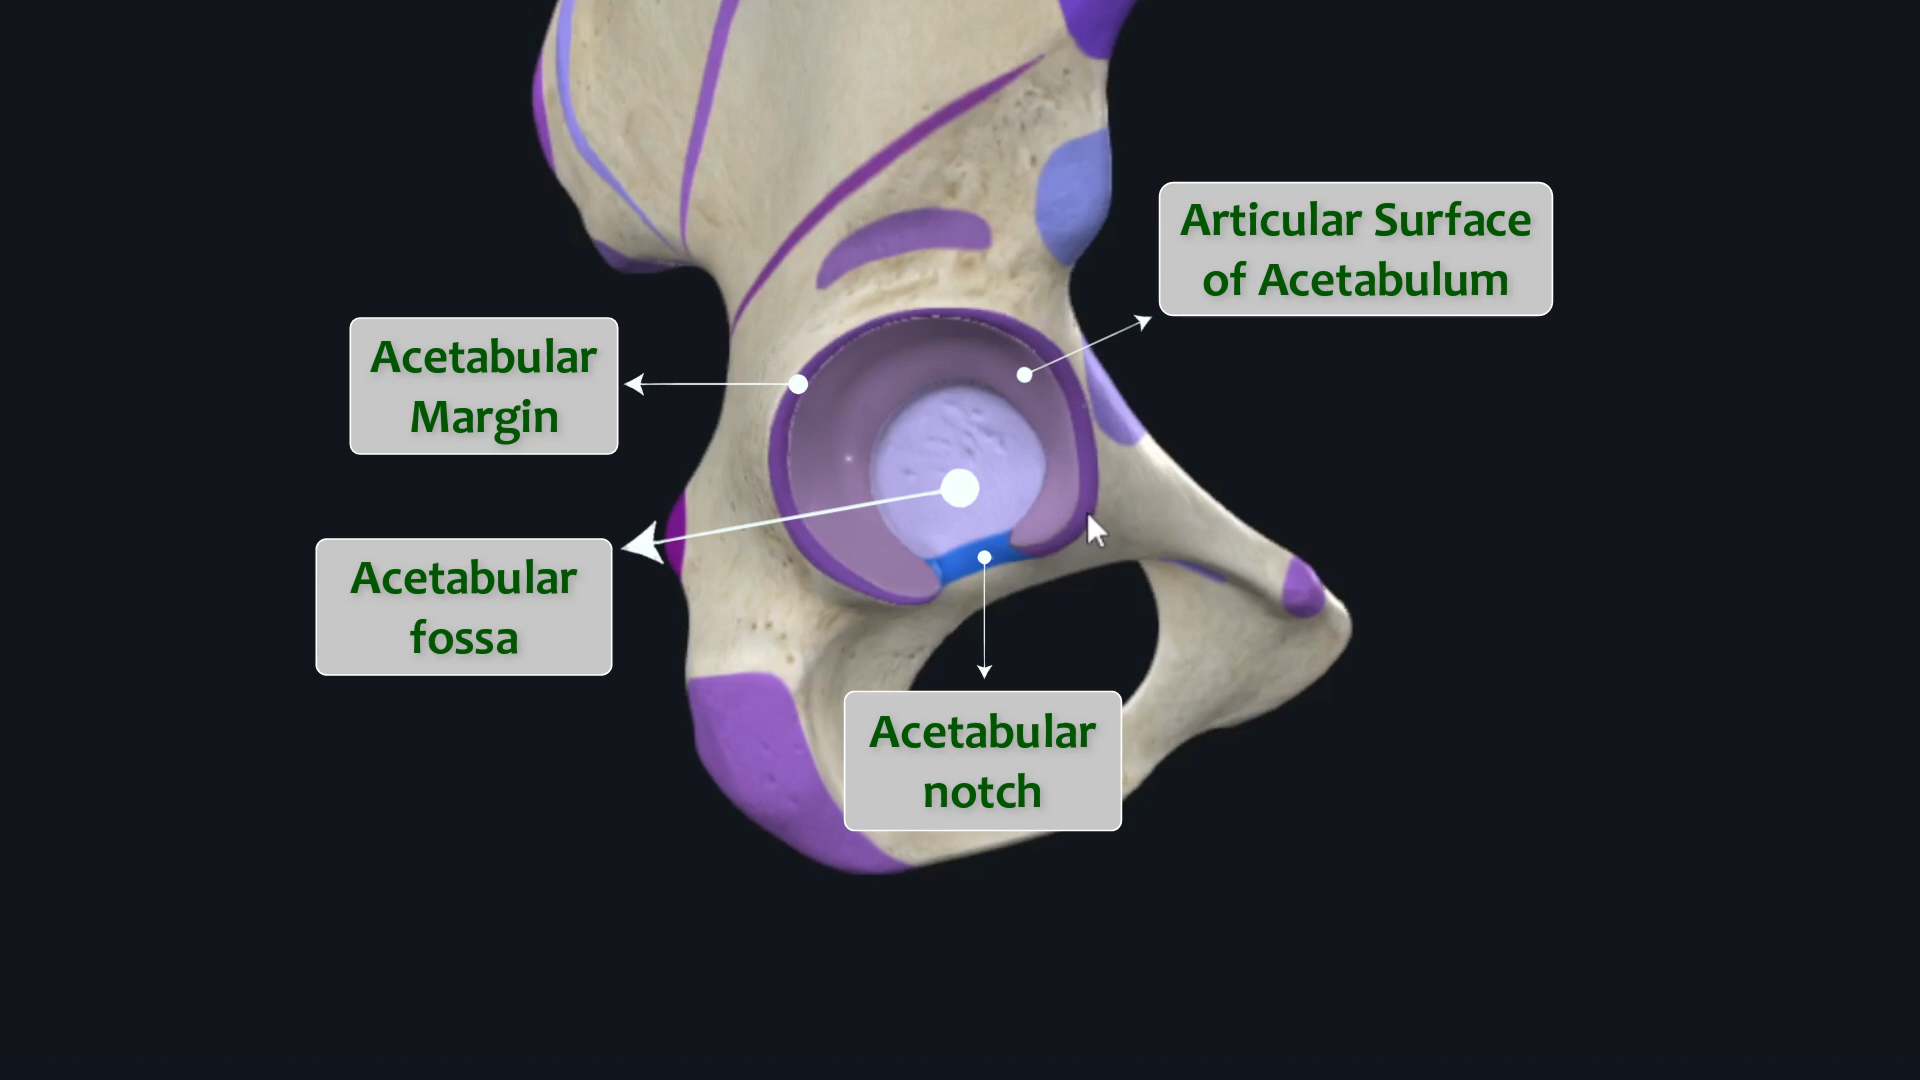 Articular Surface
of Acetabulum
Acetabular
Margin
Acetabular
fossa
Acetabular
notch